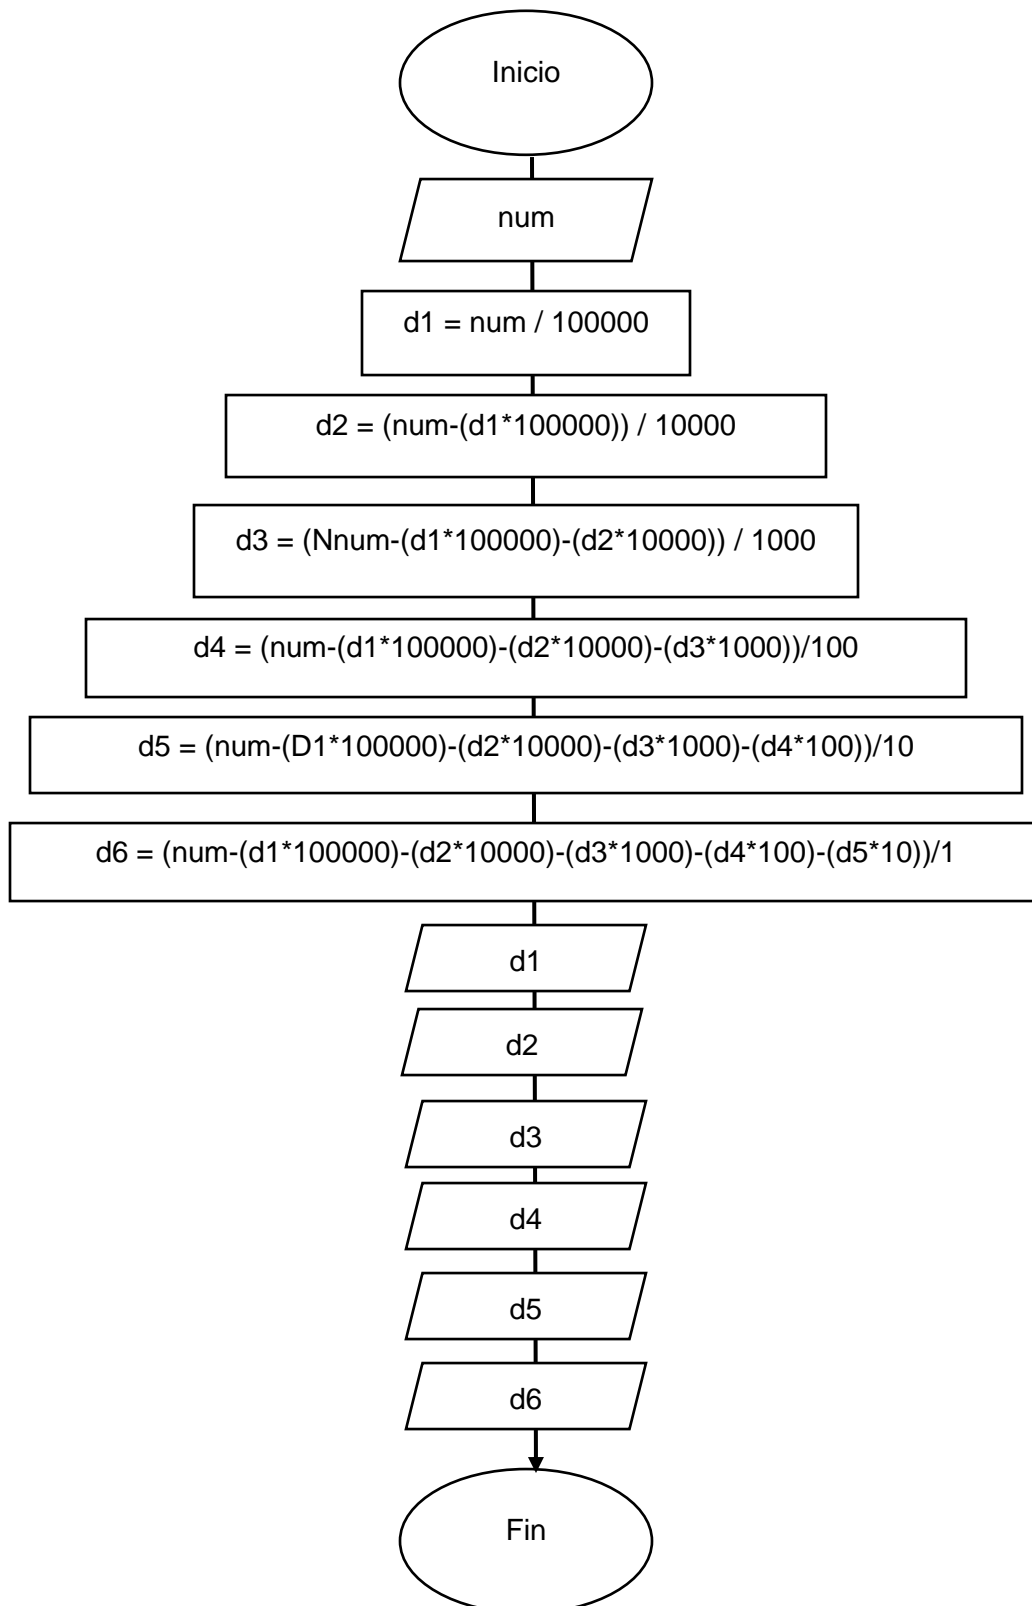 Inicio
num
d1 = num / 100000
d2 = (num-(d1*100000)) / 10000
d3 = (Nnum-(d1*100000)-(d2*10000)) / 1000
d4 = (num-(d1*100000)-(d2*10000)-(d3*1000))/100
d5 = (num-(D1*100000)-(d2*10000)-(d3*1000)-(d4*100))/10
d6 = (num-(d1*100000)-(d2*10000)-(d3*1000)-(d4*100)-(d5*10))/1
d1
d2
d3
d4
d5
d6
Fin